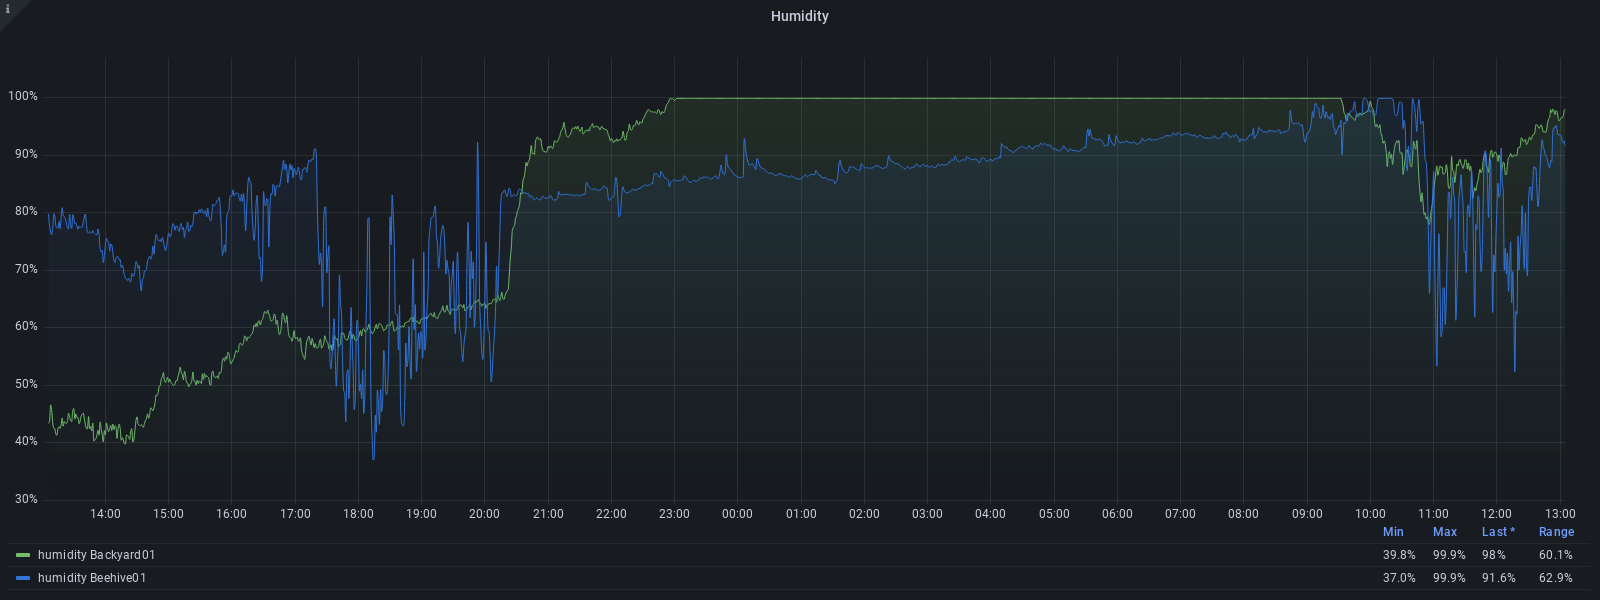 i
Humidity
100%
90%
80%
70%
60%
50%
40%
30%
14:00 15:00 16:00 17:00 18:00 19:00 20:00 21:00 22:00 23:00 00:00 01:00 02:00 03:00 04:00 05:00 06:00 07:00 08:00 09:00 10:00 11:00 12:00 13:00
Min Max Last * Range
humidity Backyard01 39.8% 99.9% 98% 60.1%
humidity Beehive01 37.0% 99.9% 91.6% 62.9%